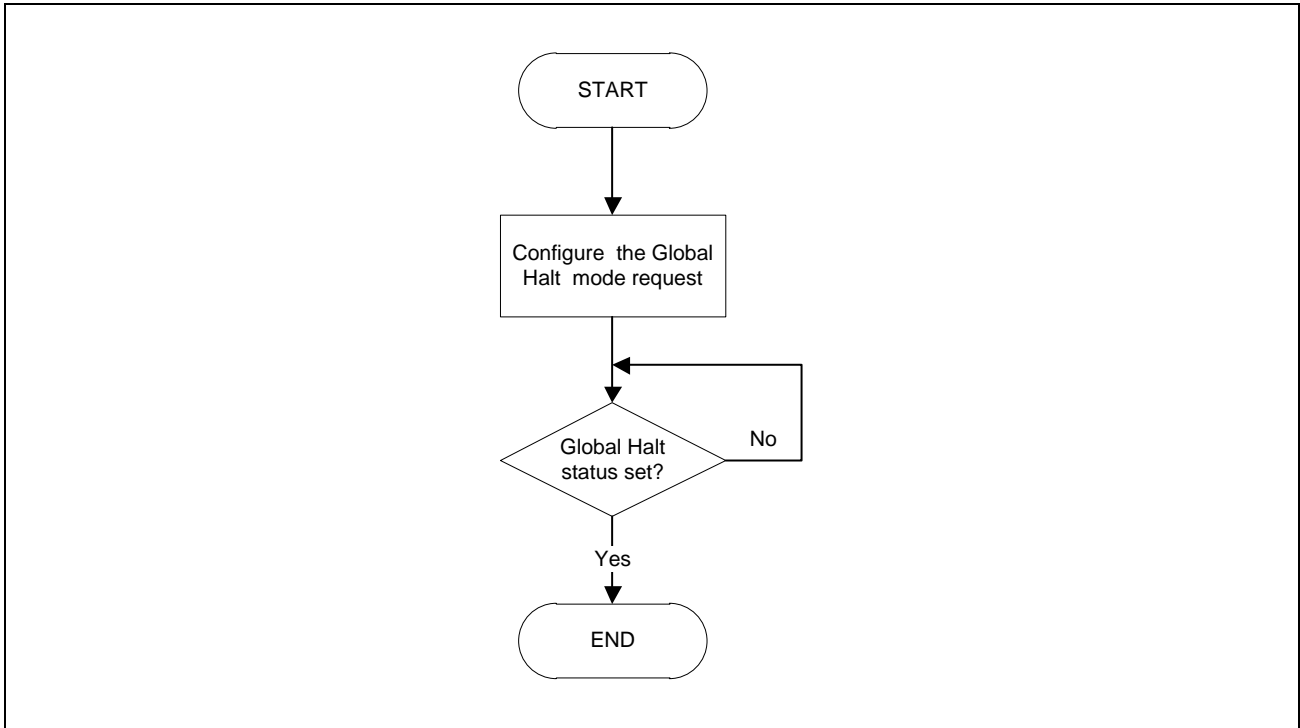 START
Configure the Global
Halt mode request
Global Halt
status set?
No
Yes
END